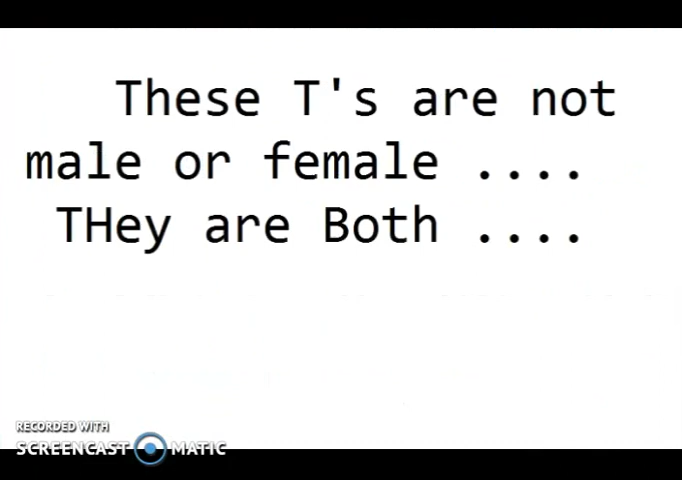 These T's are not
male or female ....
THey are Both ....
RECORDED WITH
SCREENCAST MATIC